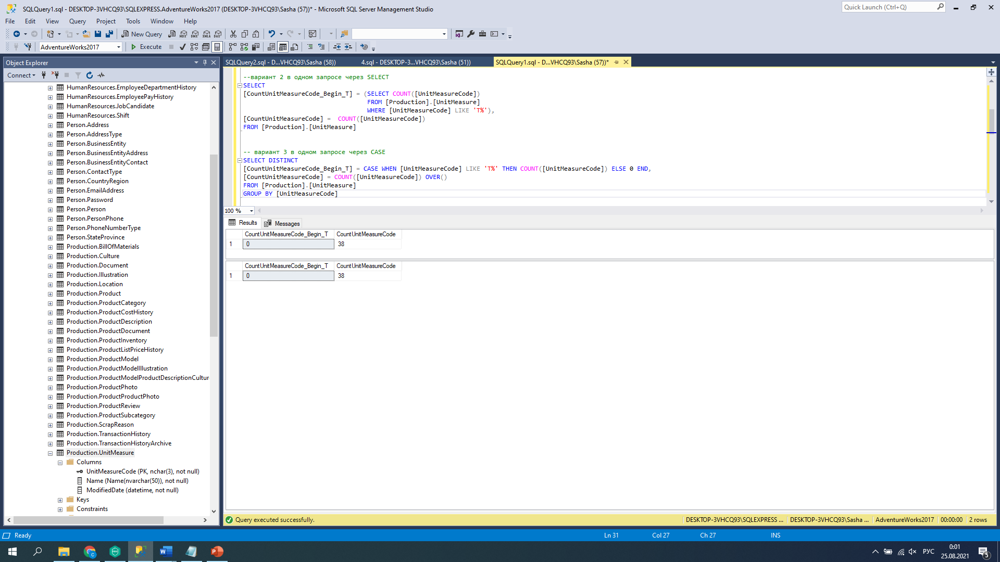 SQLQuery1.sql - DESKTOP-3VHCQ93\SQLEXPRESS.AdventureWorks2017 (DESKTOP-3VHCQ93\Sasha (57))* - Microsoft SQL Server Management Studio
Quick Launch (Ctrl+Q)
File Edit View Query Project Tools Window Help
New Query
AdventureWorks2017
Execute
Object Explorer
Connect
HumanResources.EmployeeDepartmentHistory
HumanResources.EmployeePayHistory
HumanResources.JobCandidate
HumanResources.Shift
Person.Address
Person.AddressType
Person.BusinessEntity
Person.BusinessEntityAddress
Person.BusinessEntityContact
Person.ContactType
Person.CountryRegion
Person.EmailAddress
Person.Password
Person.Person
Person.PersonPhone
Person.PhoneNumberType
Person.StateProvince
Production.BillOfMaterials
Production.Culture
Production.Document
Production.Illustration
Production.Location
Production.Product
Production.ProductCategory
Production.ProductCostHistory
Production.ProductDescription
Production.ProductDocument
Production.ProductInventory
Production.ProductListPriceHistory
Production.ProductModel
Production.ProductModelIllustration
Production.ProductModelProductDescriptionCultur
Production.ProductPhoto
Production.ProductProductPhoto
Production.ProductReview
Production.ProductSubcategory
Production.ScrapReason
Production.TransactionHistory
Production.TransactionHistoryArchive
Production.UnitMeasure
Columns
UnitMeasureCode (PK, nchar(3), not null)
Name (Name(nvarchar(50)), not null)
ModifiedDate (datetime, not null)
Keys
Constraints
SQLQuery2.sql - D...VHCQ93\Sasha (58))
4.sql - DESKTOP-3...VHCQ93\Sasha (51))
SQLQuery1.sql - D...VHCQ93\Sasha (57))*
--вариант 2 в одном запросе через SELECT
SELECT
[CountUnitMeasureCode_Begin_T] = (SELECT COUNT([UnitMeasureCode])
FROM [Production].[UnitMeasure]
WHERE [UnitMeasureCode] LIKE 'T%'),
[CountUnitMeasureCode] =  COUNT([UnitMeasureCode])
FROM [Production].[UnitMeasure]
-- вариант 3 в одном запросе через CASE
SELECT DISTINCT
[CountUnitMeasureCode_Begin_T] = CASE WHEN [UnitMeasureCode] LIKE 'T%' THEN COUNT([UnitMeasureCode]) ELSE 0 END,
[CountUnitMeasureCode] = COUNT([UnitMeasureCode]) OVER()
FROM [Production].[UnitMeasure]
GROUP BY [UnitMeasureCode]
100 %
Results Messages
CountUnitMeasureCode_Begin_T CountUnitMeasureCode
1 0 38
CountUnitMeasureCode_Begin_T CountUnitMeasureCode
1 0 38
Query executed successfully.
DESKTOP-3VHCQ93\SQLEXPRESS ... DESKTOP-3VHCQ93\Sasha ... AdventureWorks2017 00:00:00 2 rows
Ready
Ln 31 Col 27 Ch 27 INS
РУС
0:01
25.08.2021
5